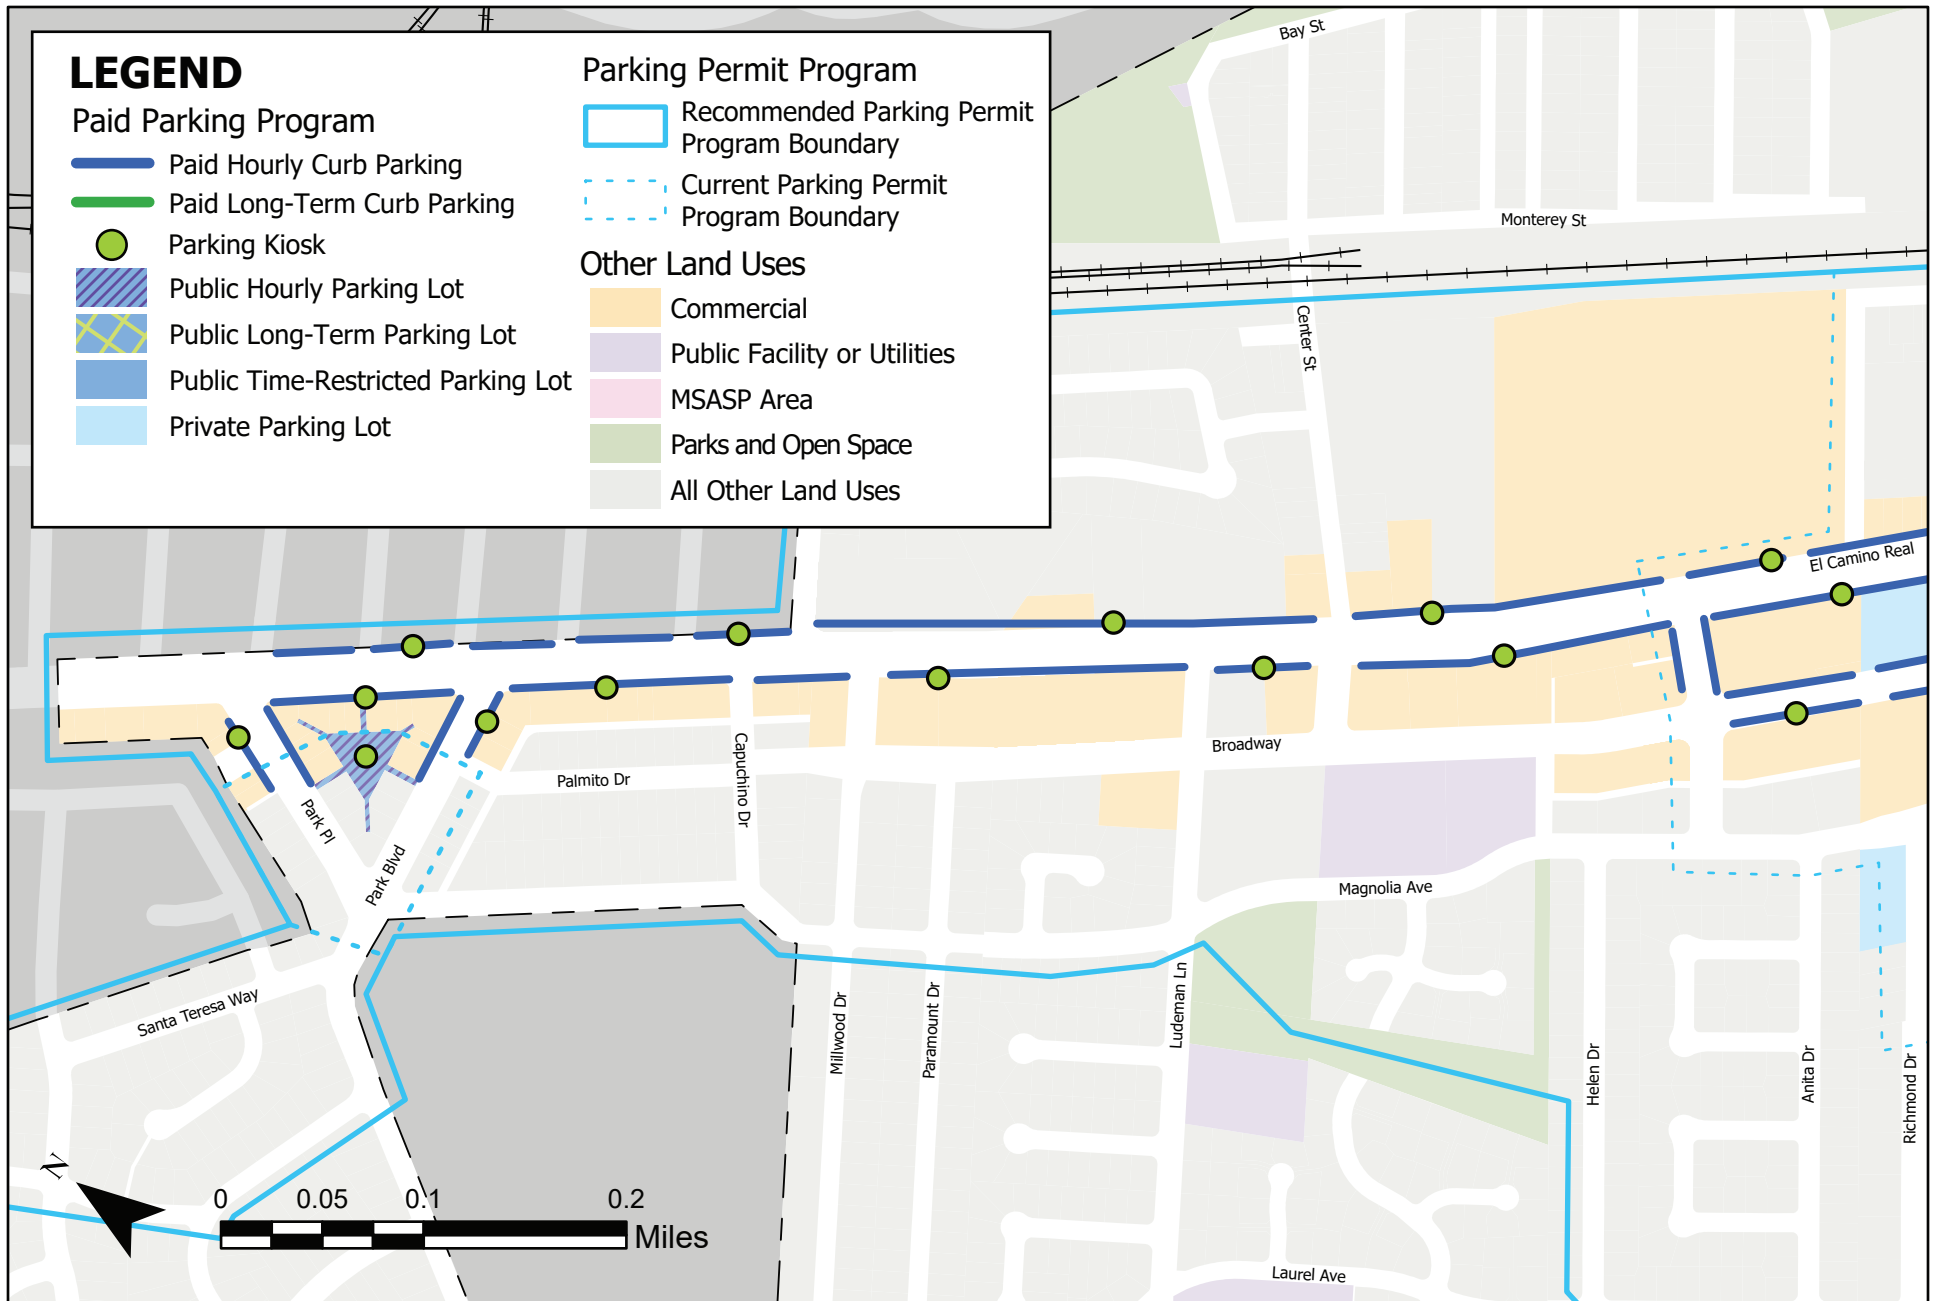 LEGEND
Paid Parking Program
Paid Hourly Curb Parking
Paid Long-Term Curb Parking
Parking Kiosk
Public Hourly Parking Lot
Public Long-Term Parking Lot
Public Time-Restricted Parking Lot
Private Parking Lot
Parking Permit Program
Recommended Parking Permit
Program Boundary
Current Parking Permit
Program Boundary
Other Land Uses
Commercial
Public Facility or Utilities
MSASP Area
Parks and Open Space
All Other Land Uses
Bay St
Monterey St
Center St
El Camino Real
Broadway
Capuchino Dr
Palmito Dr
Park Pl
Park Blvd
Magnolia Ave
Santa Teresa Way
Millwood Dr
Paramount Dr
Ludeman Ln
Helen Dr
Anita Dr
Richmond Dr
Laurel Ave
N
0 0.05 0.1 0.2
Miles